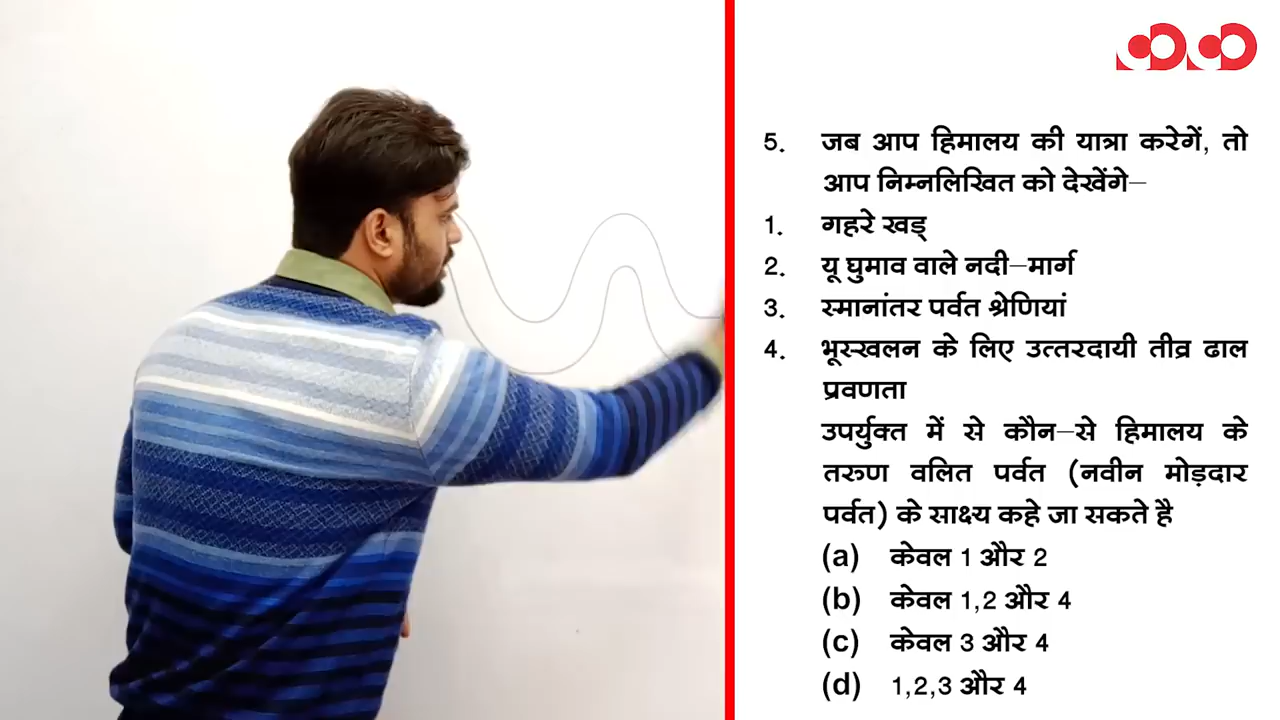 5. जब आप हिमालय की यात्रा करेगें, तो
आप निम्नलिखित को देखेंगे–
1. गहरे खड्
2. यू घुमाव वाले नदी–मार्ग
3. स्मानांतर पर्वत श्रेणियां
4. भूस्खलन के लिए उत्तरदायी तीव्र ढाल
प्रवणता
उपर्युक्त में से कौन–से हिमालय के
तरुण वलित पर्वत (नवीन मोड़दार
पर्वत) के साक्ष्य कहे जा सकते है
(a) केवल 1 और 2
(b) केवल 1,2 और 4
(c) केवल 3 और 4
(d) 1,2,3 और 4